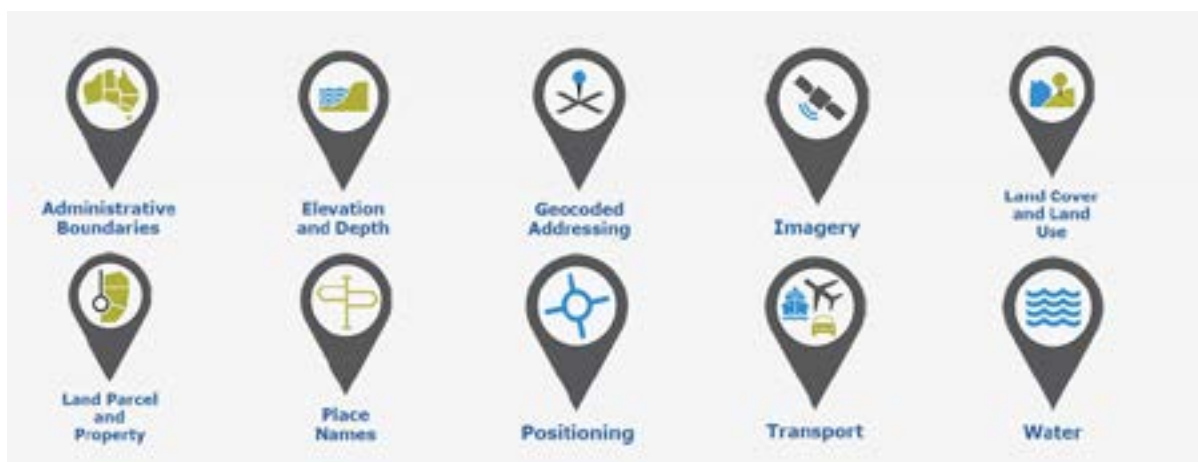 Administrative
Boundaries
Elevation
and Depth
Geocoded
Addressing
Imagery
Land Cover
and Land
Use
Land Parcel
and
Property
Place
Names
Positioning
Transport
Water